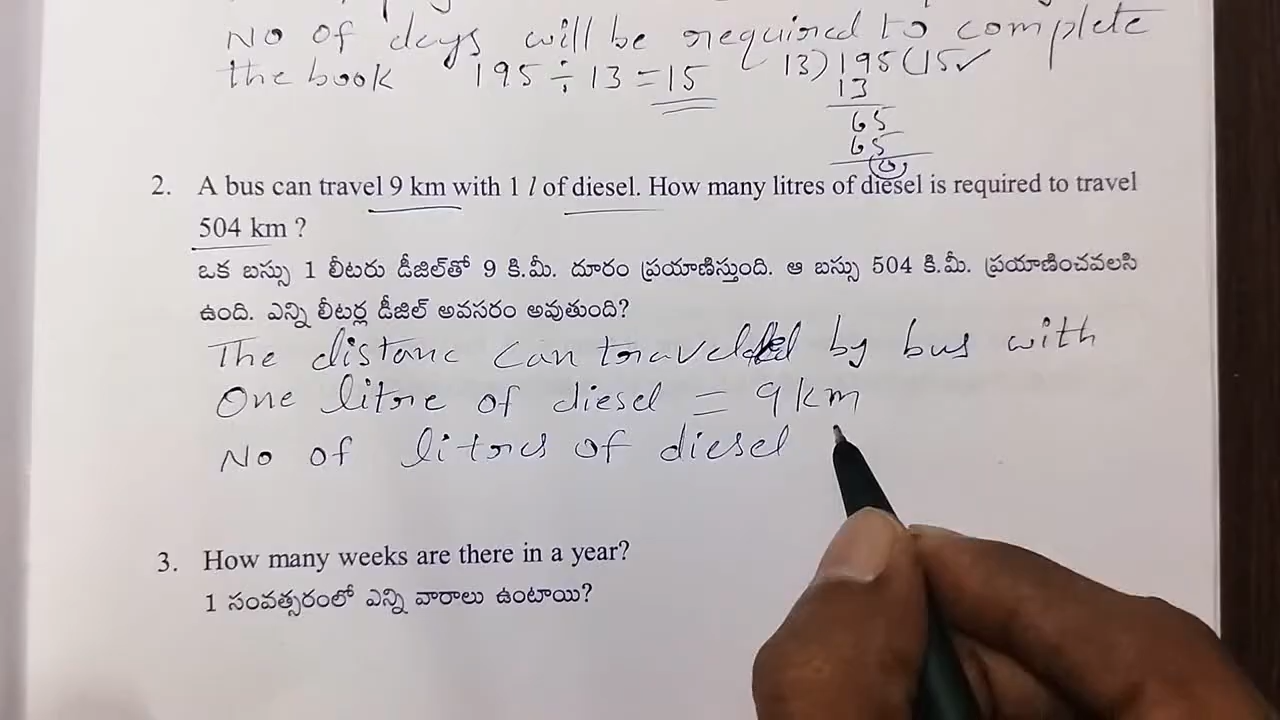 No of days will be required to complete
the book 195 ÷ 13 = 15 13) 195 (15 ✓
13
65
65
0
2. A bus can travel 9 km with 1 l of diesel. How many litres of diesel is required to travel
504 km ?
ఒక బస్సు 1 లీటరు డీజిల్‌తో 9 కి.మీ. దూరం ప్రయాణిస్తుంది. ఆ బస్సు 504 కి.మీ. ప్రయాణించవలసి
ఉంది. ఎన్ని లీటర్ల డీజిల్ అవసరం అవుతుంది?
The distanc can travelled by bus with
One litre of diesel = 9 km
No of litres of diesel
3. How many weeks are there in a year?
1 సంవత్సరంలో ఎన్ని వారాలు ఉంటాయి?